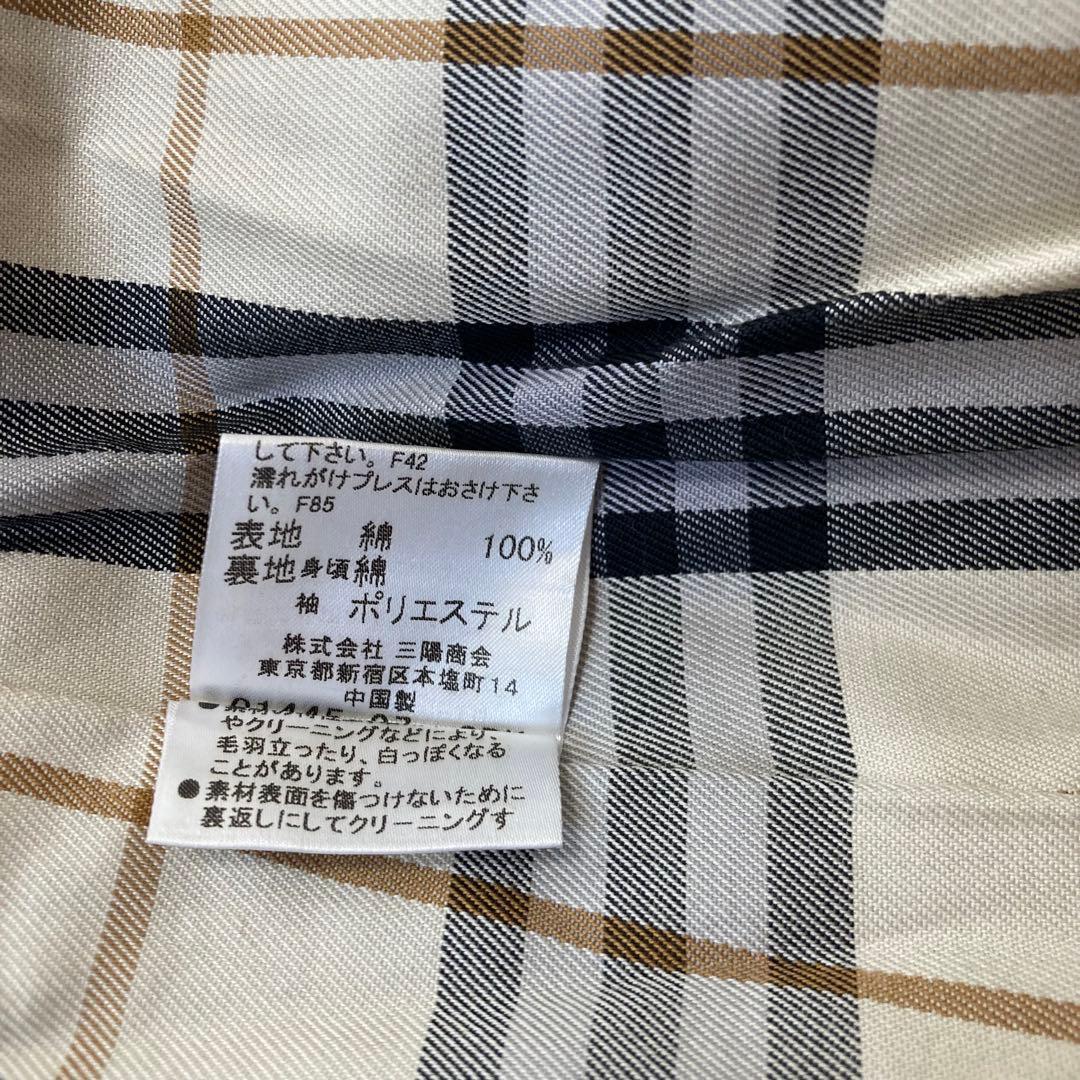 して下さい。F42
濡れがけプレスはおさけ下さ
い。F85
表地 綿 100%
裏地 身頃 綿
袖 ポリエステル
株式会社 三陽商会
東京都新宿区本塩町14
中国製
やクリーニングなどにより、
毛羽立ったり、白っぽくなる
ことがあります。
●素材表面を傷つけないために
裏返しにしてクリーニングす